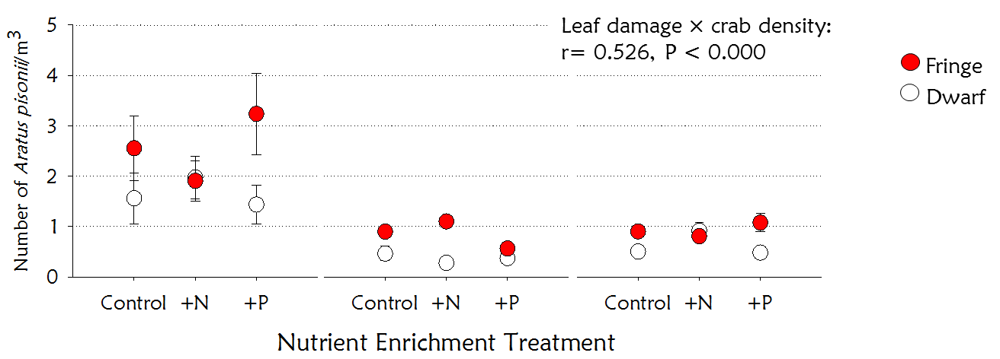 5
4
3
2
1
0
Number of Aratus pisonii/m³
Leaf damage × crab density:
r= 0.526, P < 0.000
Fringe
Dwarf
Control +N +P Control +N +P Control +N +P
Nutrient Enrichment Treatment